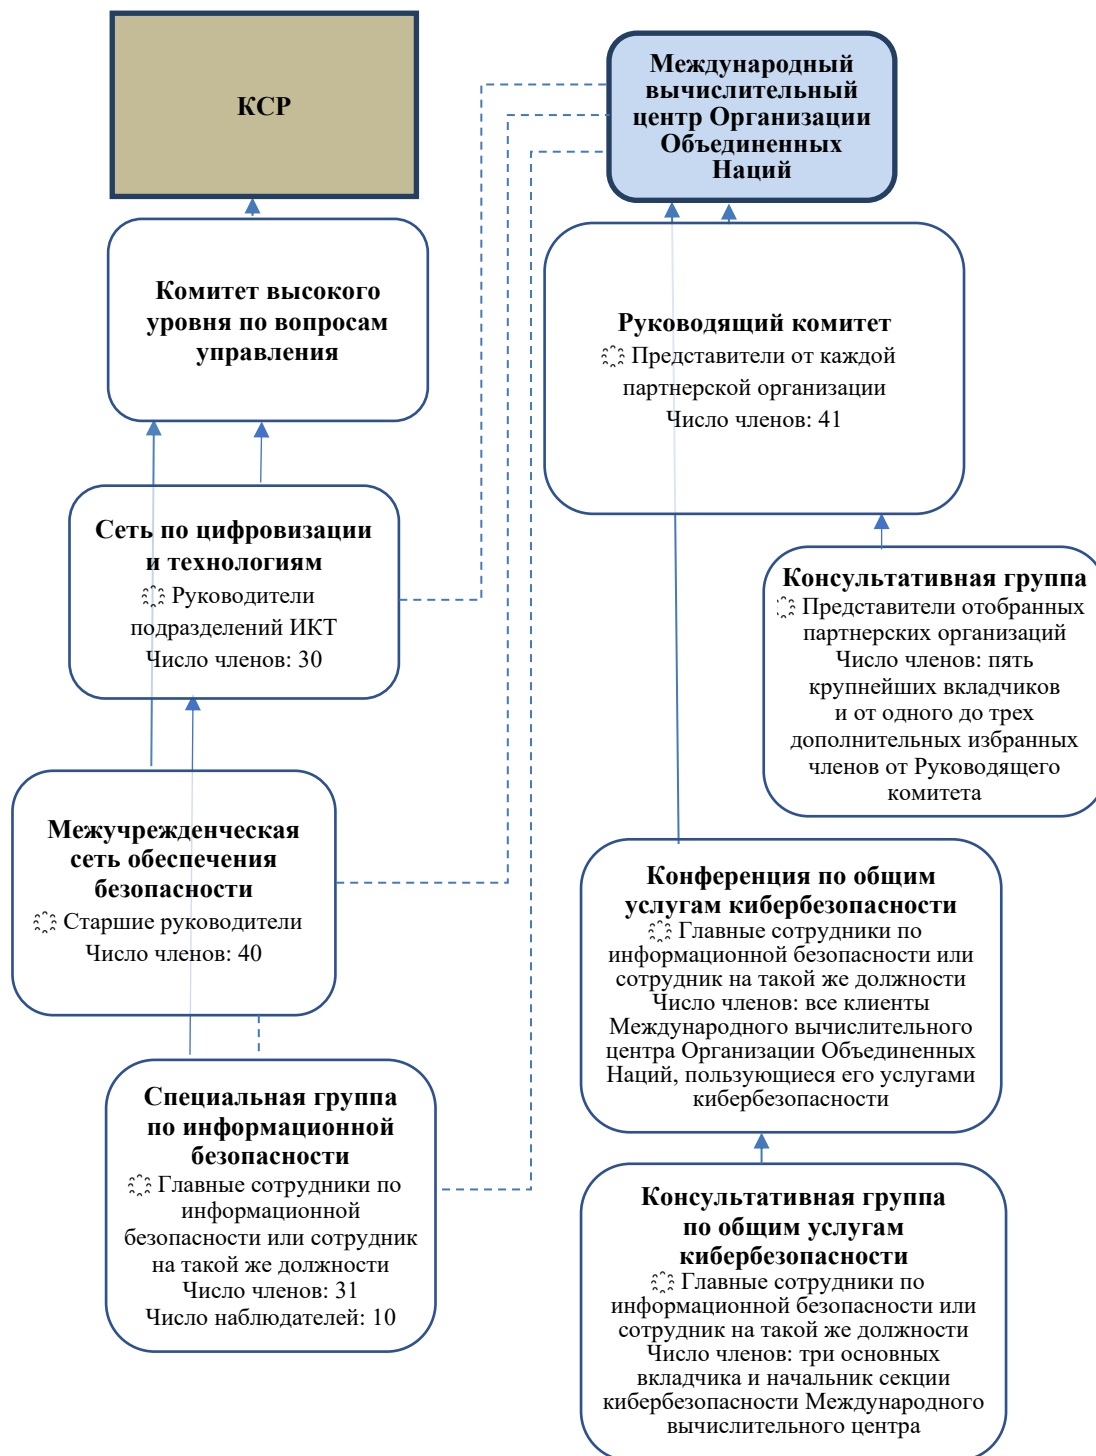 КСР
Международный
вычислительный
центр Организации
Объединенных
Наций
Комитет высокого
уровня по вопросам
управления
Руководящий комитет
Представители от каждой
партнерской организации
Число членов: 41
Сеть по цифровизации
и технологиям
Руководители
подразделений ИКТ
Число членов: 30
Консультативная группа
Представители отобранных
партнерских организаций
Число членов: пять
крупнейших вкладчиков
и от одного до трех
дополнительных избранных
членов от Руководящего
комитета
Межучрежденческая
сеть обеспечения
безопасности
Старшие руководители
Число членов: 40
Конференция по общим
услугам кибербезопасности
Главные сотрудники по
информационной безопасности или
сотрудник на такой же должности
Число членов: все клиенты
Международного вычислительного
центра Организации Объединенных
Наций, пользующиеся его услугами
кибербезопасности
Специальная группа
по информационной
безопасности
Главные сотрудники по
информационной
безопасности или сотрудник
на такой же должности
Число членов: 31
Число наблюдателей: 10
Консультативная группа
по общим услугам
кибербезопасности
Главные сотрудники по
информационной безопасности или
сотрудник на такой же должности
Число членов: три основных
вкладчика и начальник секции
кибербезопасности Международного
вычислительного центра